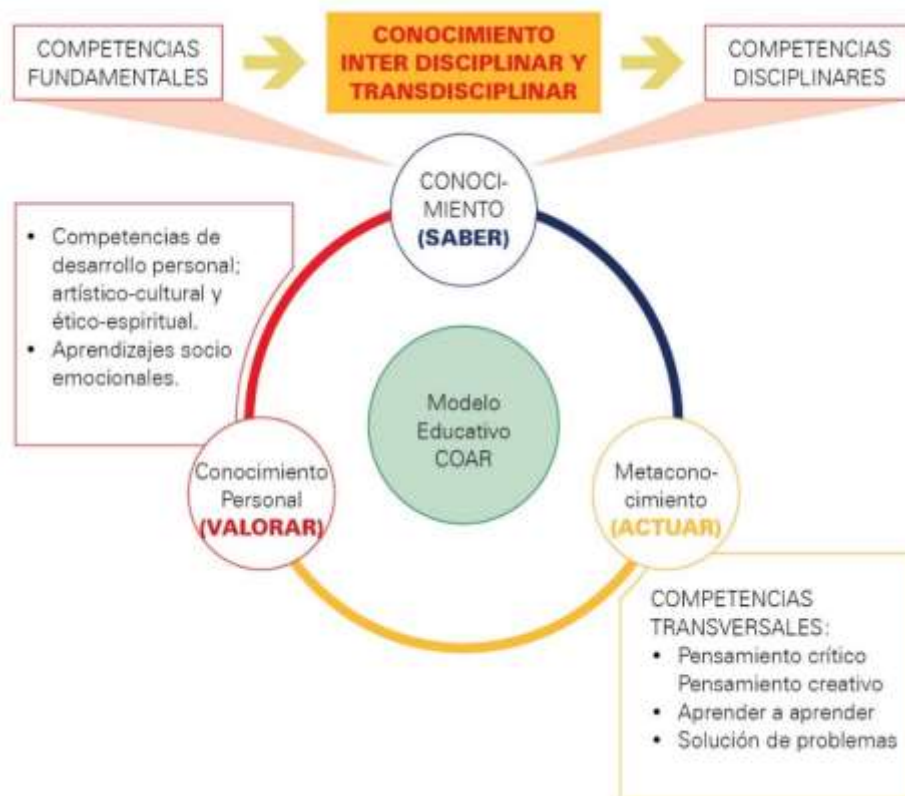 COMPETENCIAS
FUNDAMENTALES
CONOCIMIENTO
INTER DISCIPLINAR Y
TRANSDISCIPLINAR
COMPETENCIAS
DISCIPLINARES
CONOCI-
MIENTO
(SABER)
• Competencias de
desarrollo personal;
artístico-cultural y
ético-espiritual.
• Aprendizajes socio
emocionales.
Modelo
Educativo
COAR
Conocimiento
Personal
(VALORAR)
Metacono-
cimiento
(ACTUAR)
COMPETENCIAS
TRANSVERSALES:
• Pensamiento crítico
Pensamiento creativo
• Aprender a aprender
• Solución de problemas